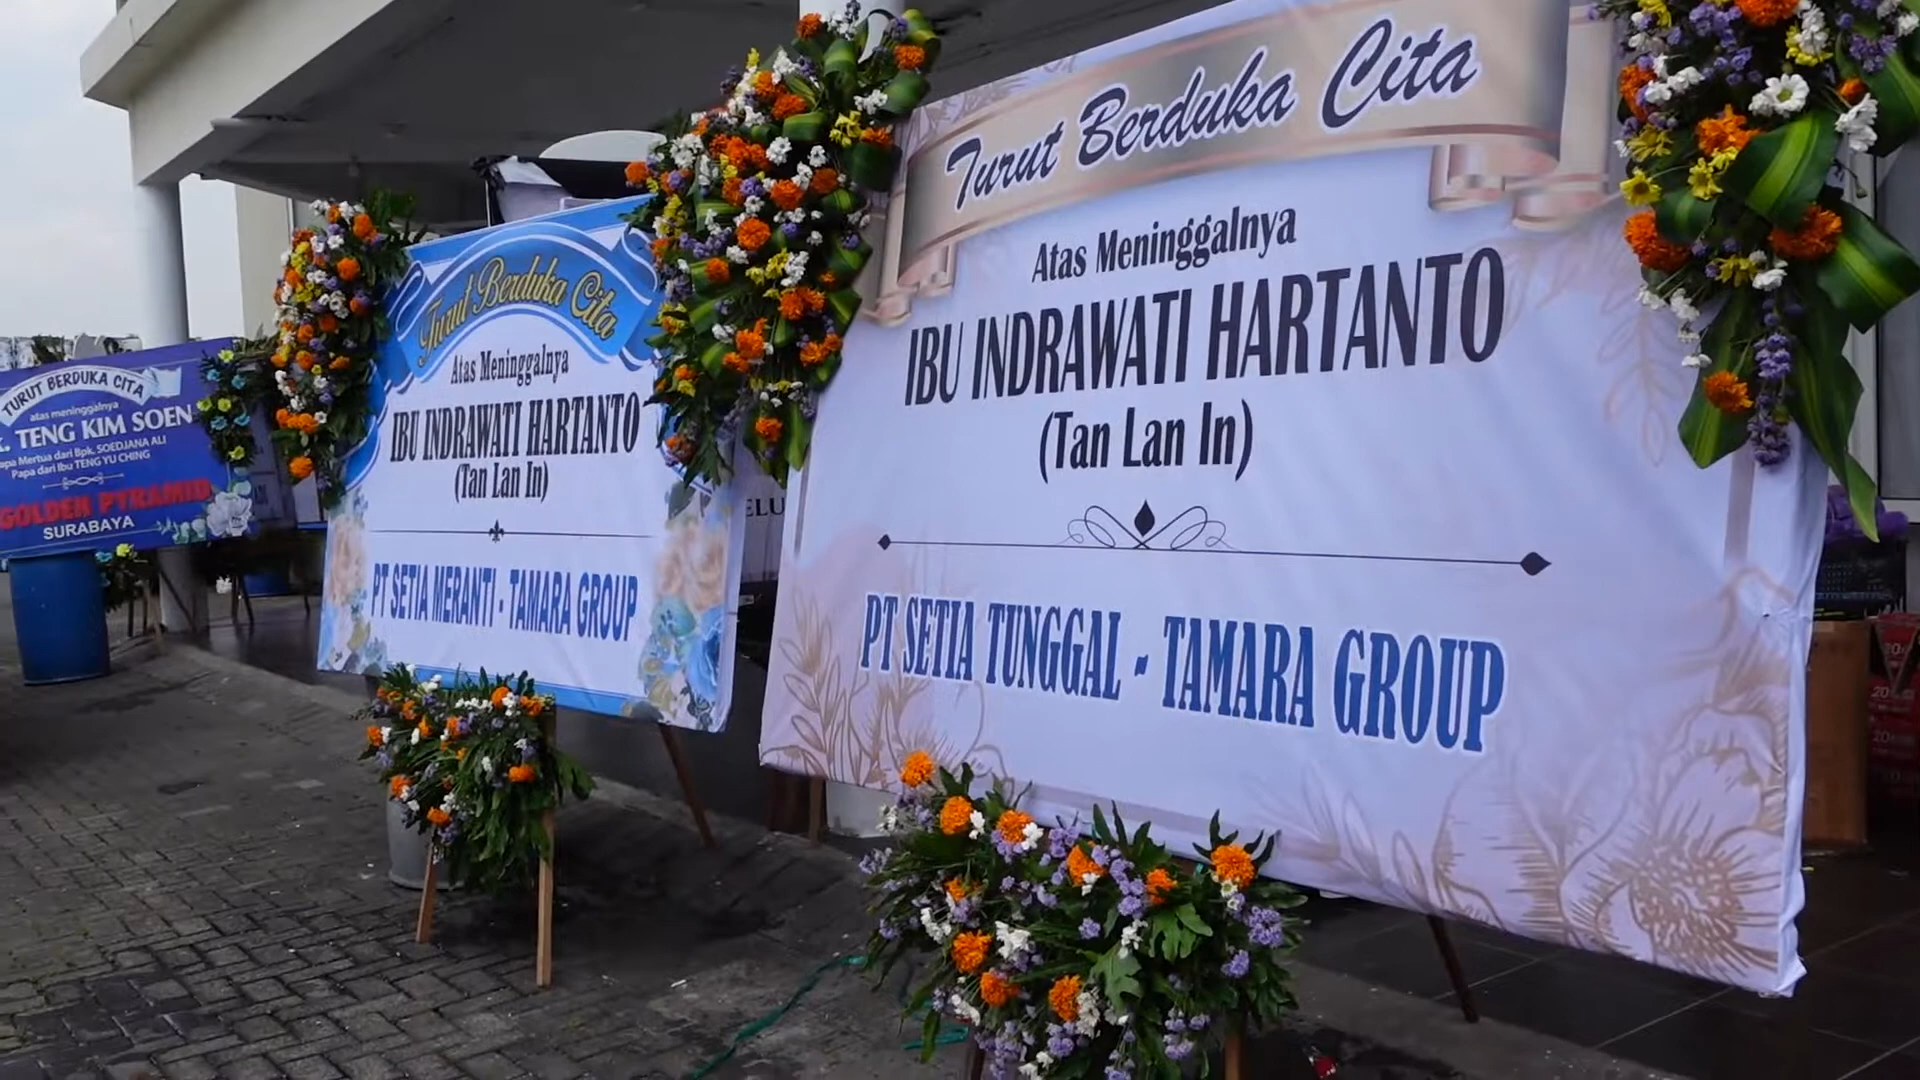 TURUT BERDUKA CITA
atas meninggalnya
TENG KIM SOEN
Mertua dari Bpk. SOEDJANA ALI
Papa dari Ibu TENG YU CHING
GOLDEN PYRAMID
SURABAYA
Turut Berduka Cita
Atas Meninggalnya
IBU INDRAWATI HARTANTO
(Tan Lan In)
PT SETIA MERANTI - TAMARA GROUP
Turut Berduka Cita
Atas Meninggalnya
IBU INDRAWATI HARTANTO
(Tan Lan In)
PT SETIA TUNGGAL - TAMARA GROUP